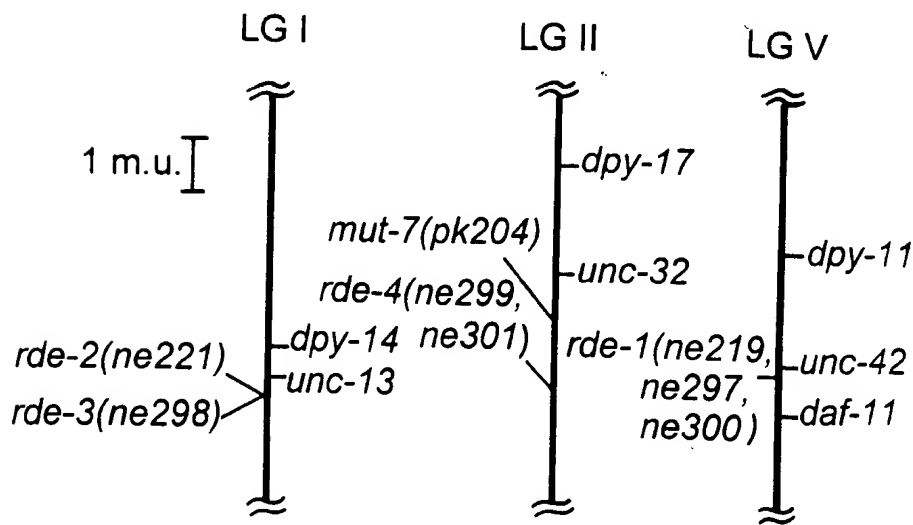 LG I
LG II
LG V
1 m.u.
dpy-17
mut-7(pk204)
unc-32
dpy-11
rde-4(ne299,
ne301)
dpy-14
rde-2(ne221)
unc-13
rde-3(ne298)
rde-1(ne219,
ne297,
ne300)
unc-42
daf-11